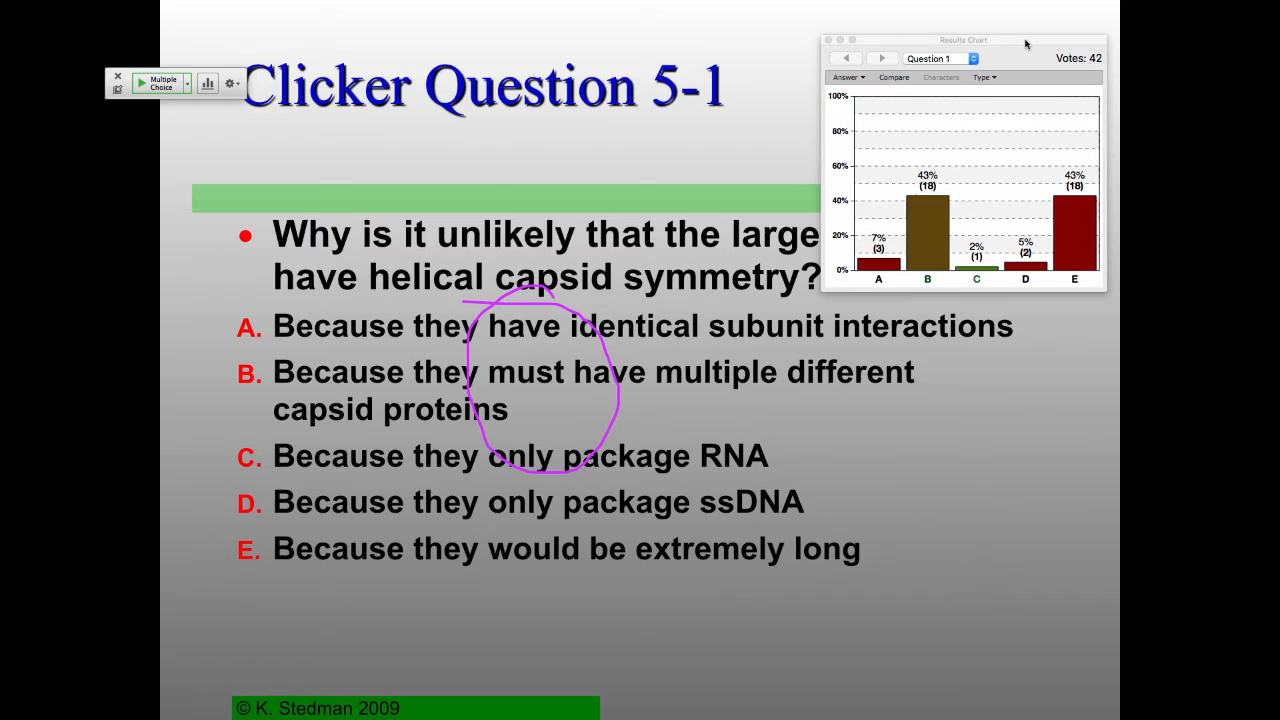 Clicker Question 5-1
Multiple
Choice
Results Chart
Question 1
Votes: 42
Answer
Compare
Characters
Type
100%
80%
60%
40%
20%
0%
7%
(3)
43%
(18)
2%
(1)
5%
(2)
43%
(18)
A
B
C
D
E
Why is it unlikely that the large
have helical capsid symmetry?
A. Because they have identical subunit interactions
B. Because they must have multiple different
capsid proteins
C. Because they only package RNA
D. Because they only package ssDNA
E. Because they would be extremely long
© K. Stedman 2009